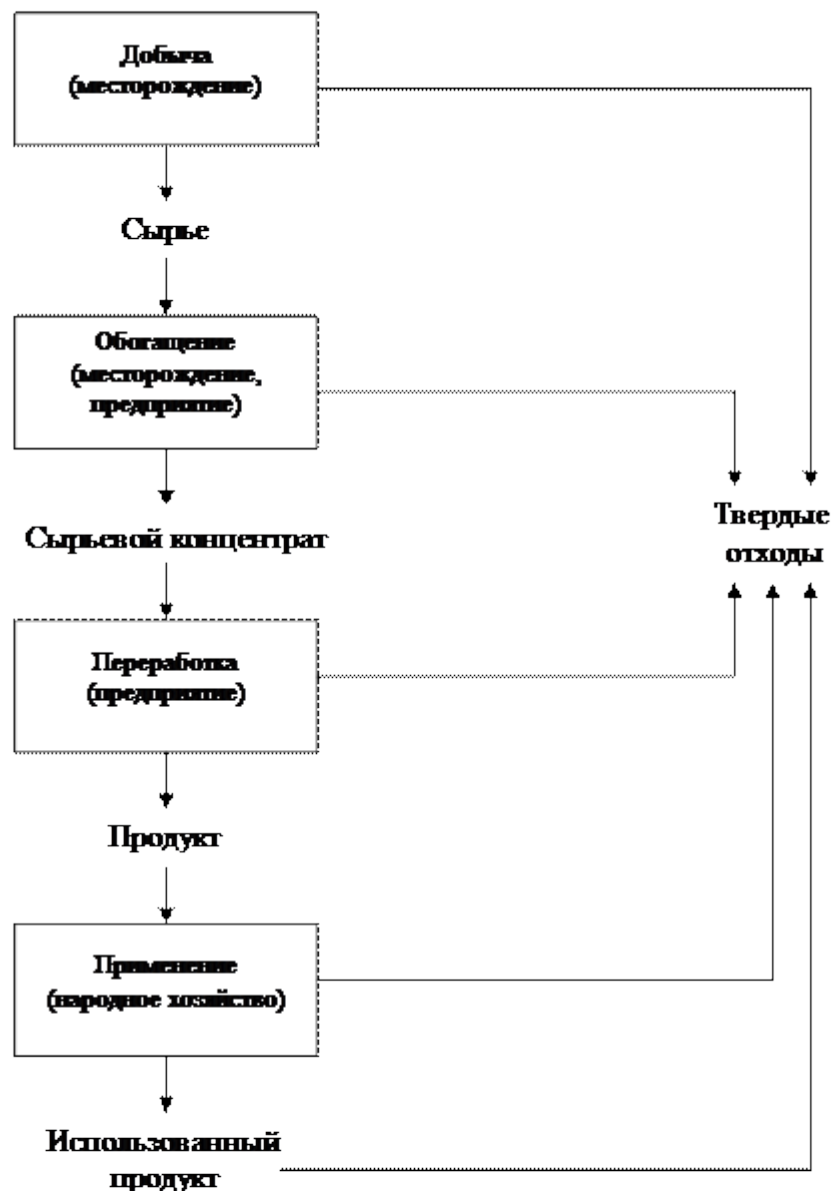 Добыча
(месторождение)
Сырье
Обогащение
(месторождение,
предприятие)
Сырьевой концентрат
Твердые
отходы
Переработка
(предприятие)
Продукт
Применение
(народное хозяйство)
Использованный
продукт